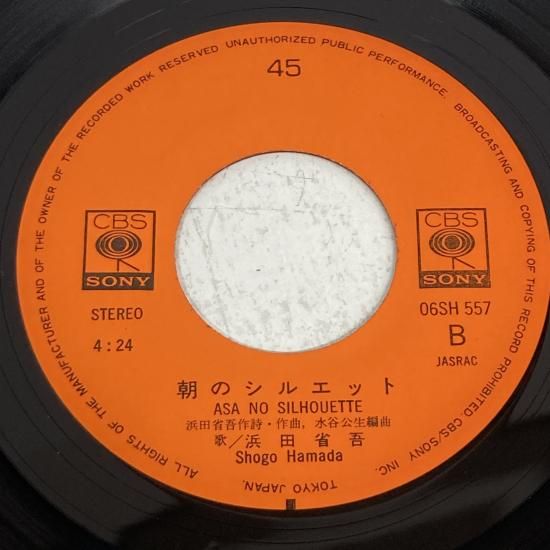 ALL RIGHTS OF THE MANUFACTURER AND OF THE OWNER OF THE RECORDED WORK RESERVED UNAUTHORIZED PUBLIC PERFORMANCE. BROADCASTING AND COPYING OF THIS RECORD PROHIBITED. CBS/SONY INC. TOKYO JAPAN.
45
CBS
SONY
CBS
SONY
STEREO
4:24
06SH 557
B
JASRAC
朝のシルエット
ASA NO SILHOUETTE
浜田省吾作詩・作曲, 水谷公生編曲
歌/浜田省吾
Shogo Hamada